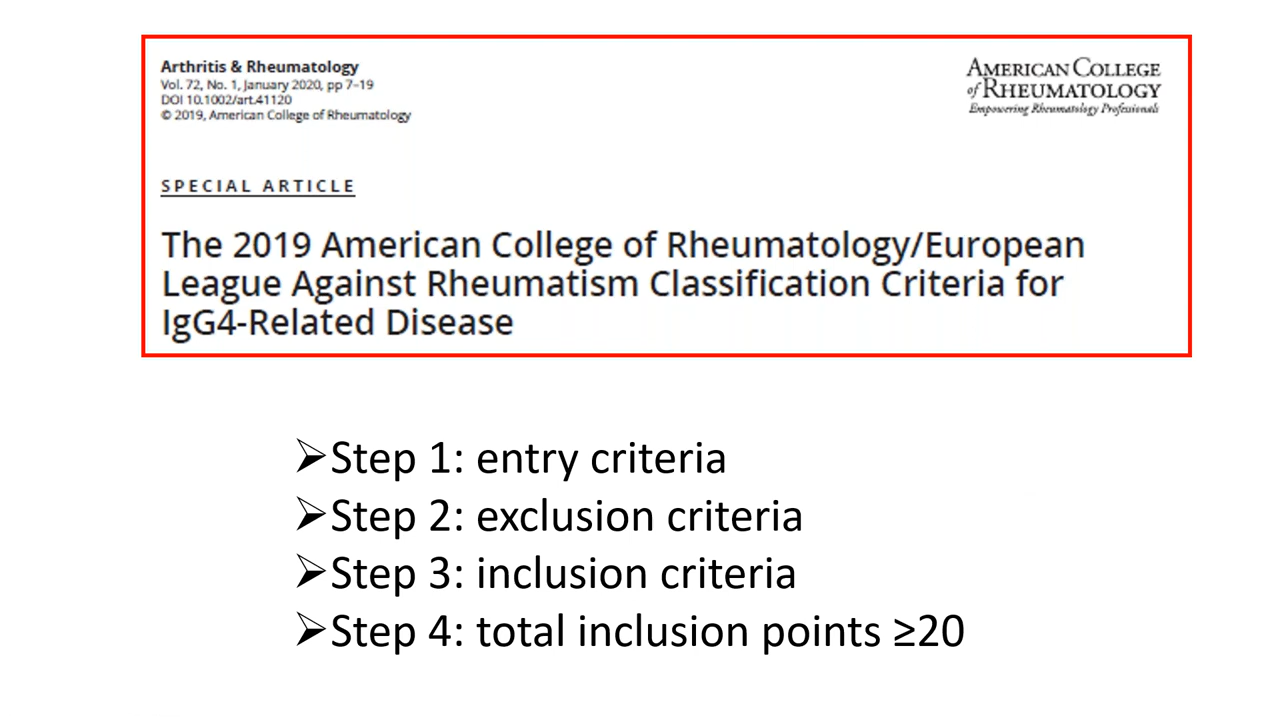 Arthritis & Rheumatology
Vol. 72, No. 1, January 2020, pp 7–19
DOI 10.1002/art.41120
© 2019, American College of Rheumatology
AMERICAN COLLEGE
of RHEUMATOLOGY
Empowering Rheumatology Professionals
SPECIAL ARTICLE
The 2019 American College of Rheumatology/European
League Against Rheumatism Classification Criteria for
IgG4-Related Disease
➢Step 1: entry criteria
➢Step 2: exclusion criteria
➢Step 3: inclusion criteria
➢Step 4: total inclusion points ≥20